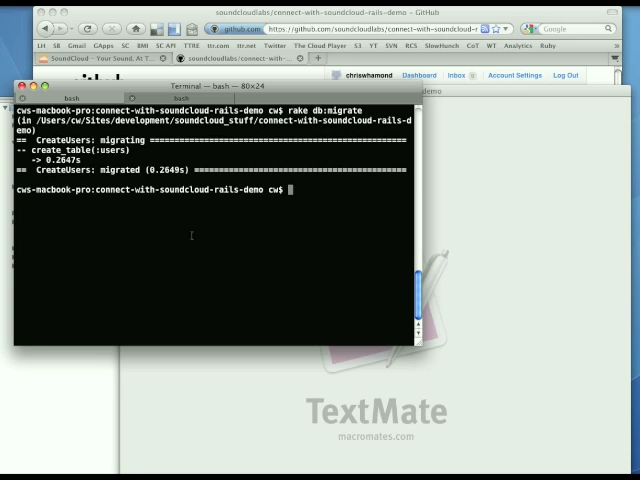 soundcloudlabs/connect-with-soundcloud-rails-demo - GitHub
github.com https://github.com/soundcloudlabs/connect-with-soundcloud-r Google
LH SB Gmail GApps SC BMI SC API TTRE ttr.com ttr.net Twitter The Cloud Player S3 YT SVN RCS SlowHunch CoT WT Analytics Ruby »
SoundCloud – Your Sound, At T... soundcloudlabs/connect-with-... +
chriswhamond Dashboard Inbox 0 Account Settings Log Out
Terminal — bash — 80×24
bash bash
cws-macbook-pro:connect-with-soundcloud-rails-demo cw$ rake db:migrate
(in /Users/cw/Sites/development/soundcloud_stuff/connect-with-soundcloud-rails-d
emo)
== CreateUsers: migrating ====================================================
-- create_table(:users)
-> 0.2647s
== CreateUsers: migrated (0.2649s) ===========================================
cws-macbook-pro:connect-with-soundcloud-rails-demo cw$
TextMate
macromates.com